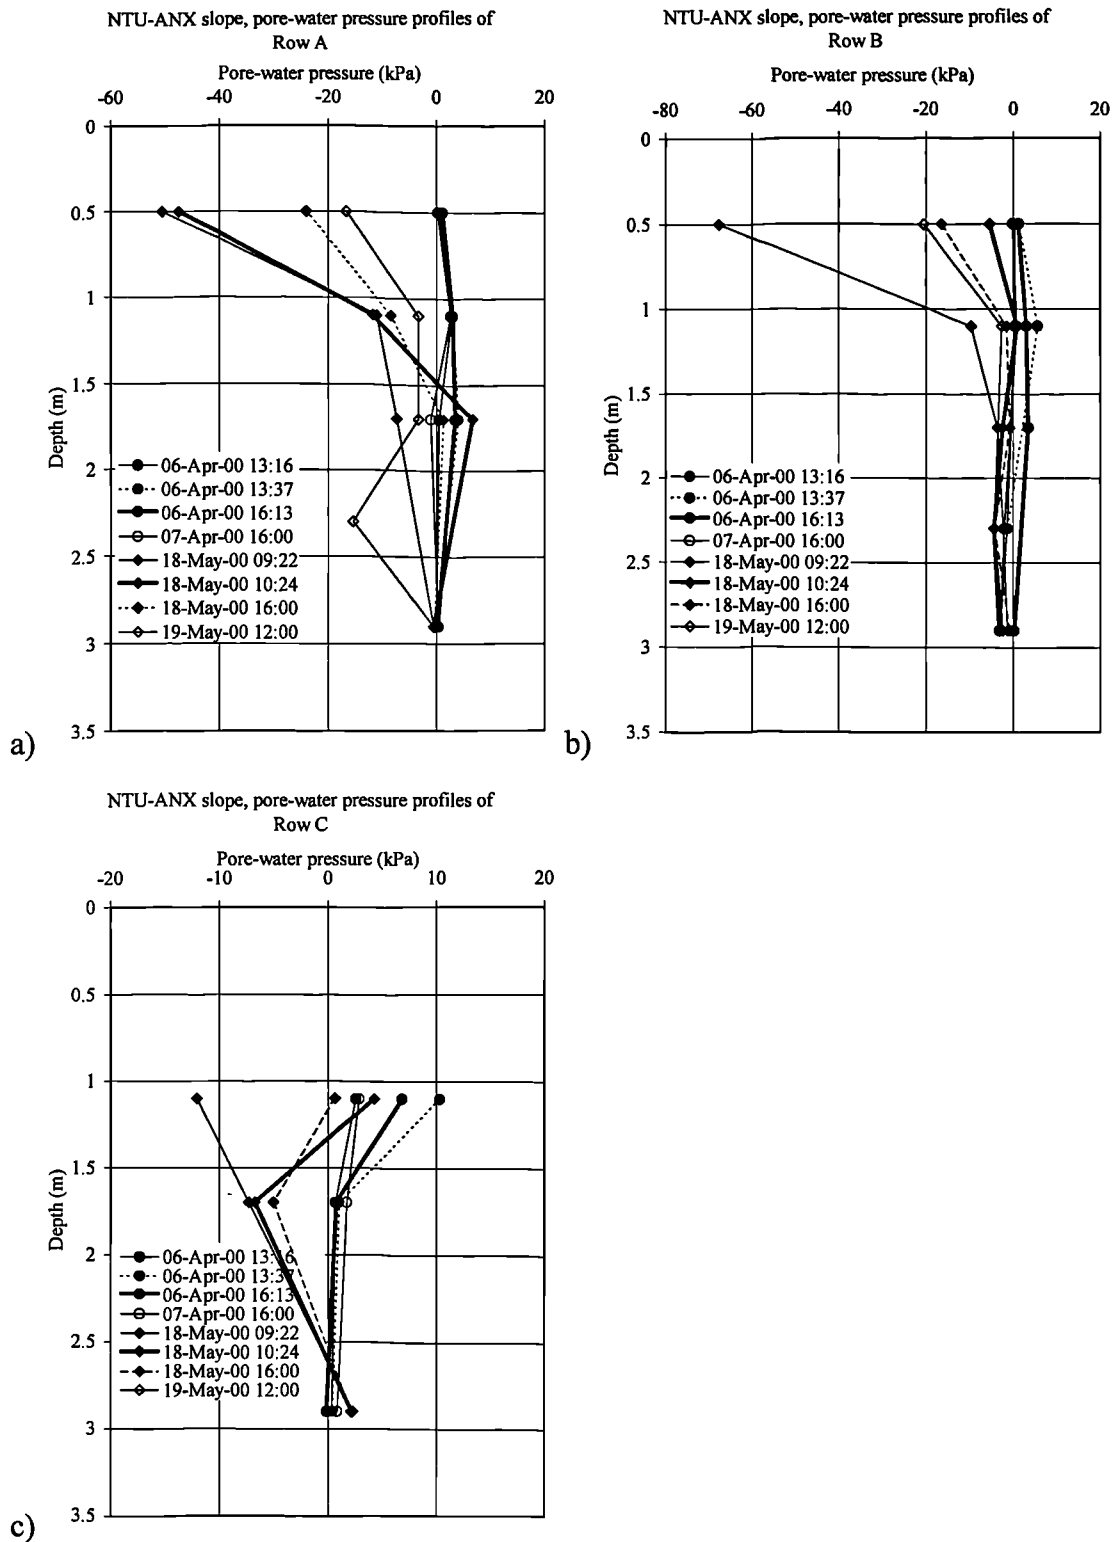 NTU-ANX slope, pore-water pressure profiles of
Row A
Pore-water pressure (kPa)
-60 -40 -20 0 20
0
0.5
1
1.5
2
2.5
3
3.5
Depth (m)
06-Apr-00 13:16
06-Apr-00 13:37
06-Apr-00 16:13
07-Apr-00 16:00
18-May-00 09:22
18-May-00 10:24
18-May-00 16:00
19-May-00 12:00
a)
NTU-ANX slope, pore-water pressure profiles of
Row B
Pore-water pressure (kPa)
-80 -60 -40 -20 0 20
0
0.5
1
1.5
2
2.5
3
3.5
Depth (m)
06-Apr-00 13:16
06-Apr-00 13:37
06-Apr-00 16:13
07-Apr-00 16:00
18-May-00 09:22
18-May-00 10:24
18-May-00 16:00
19-May-00 12:00
b)
NTU-ANX slope, pore-water pressure profiles of
Row C
Pore-water pressure (kPa)
-20 -10 0 10 20
0
0.5
1
1.5
2
2.5
3
3.5
Depth (m)
06-Apr-00 13:16
06-Apr-00 13:37
06-Apr-00 16:13
07-Apr-00 16:00
18-May-00 09:22
18-May-00 10:24
18-May-00 16:00
19-May-00 12:00
c)